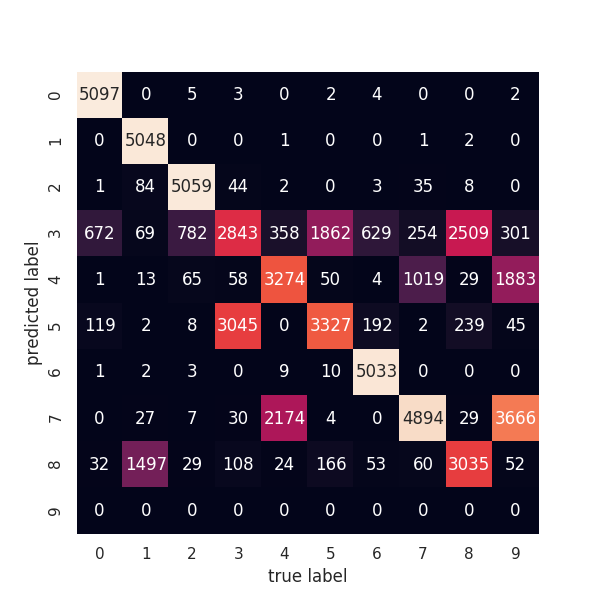 0 5097 0 5 3 0 2 4 0 0 2
1 0 5048 0 0 1 0 0 1 2 0
2 1 84 5059 44 2 0 3 35 8 0
3 672 69 782 2843 358 1862 629 254 2509 301
4 1 13 65 58 3274 50 4 1019 29 1883
5 119 2 8 3045 0 3327 192 2 239 45
6 1 2 3 0 9 10 5033 0 0 0
7 0 27 7 30 2174 4 0 4894 29 3666
8 32 1497 29 108 24 166 53 60 3035 52
9 0 0 0 0 0 0 0 0 0 0
0 1 2 3 4 5 6 7 8 9
true label
predicted label